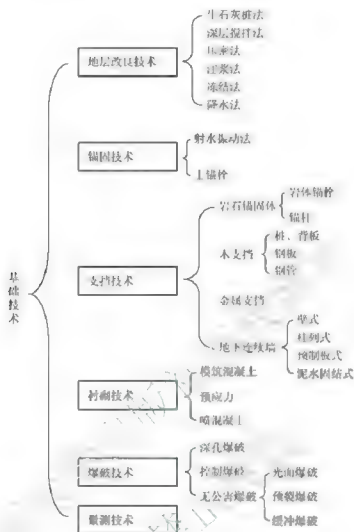 生石灰桩法
深层搅拌法
压密法
注浆法
冻结法
降水法
地层改良技术
射水振动法
土锚栓
锚固技术
岩石锚固体
岩体锚栓
锚杆
木支挡
桩、背板
钢板
钢管
支挡技术
金属支挡
地下连续墙
壁式
柱列式
预制板式
泥水固结式
基础技术
模筑混凝土
预应力
喷混凝土
衬砌技术
深孔爆破
控制爆破
无公害爆破
光面爆破
预裂爆破
缓冲爆破
爆破技术
量测技术